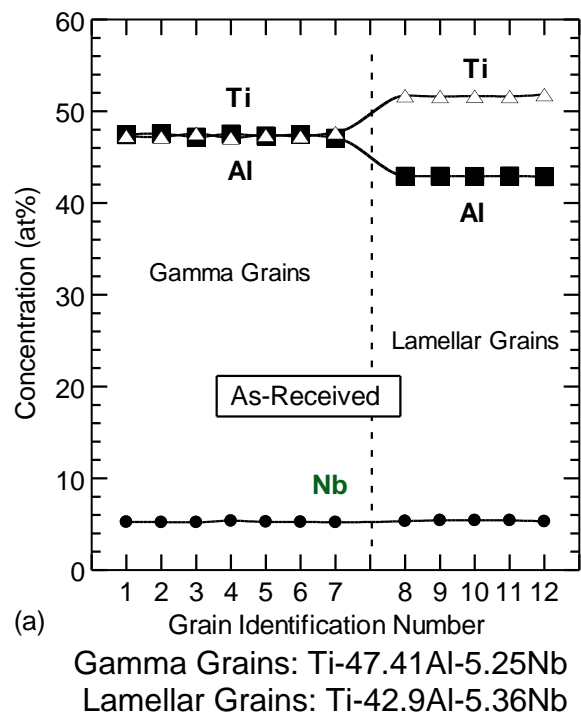 60
50
40
30
20
10
0
Concentration (at%)
Ti
Al
Ti
Al
Gamma Grains
Lamellar Grains
As-Received
Nb
1 2 3 4 5 6 7 8 9 10 11 12
(a) Grain Identification Number
Gamma Grains: Ti-47.41Al-5.25Nb
Lamellar Grains: Ti-42.9Al-5.36Nb